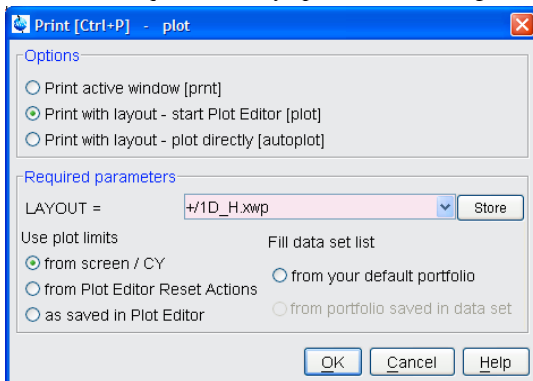 Print [Ctrl+P] - plot
Options
Print active window [prnt]
Print with layout - start Plot Editor [plot]
Print with layout - plot directly [autoplot]
Required parameters
LAYOUT = +/1D_H.xwp Store
Use plot limits
Fill data set list
from screen / CY
from your default portfolio
from Plot Editor Reset Actions
from portfolio saved in data set
as saved in Plot Editor
OK Cancel Help